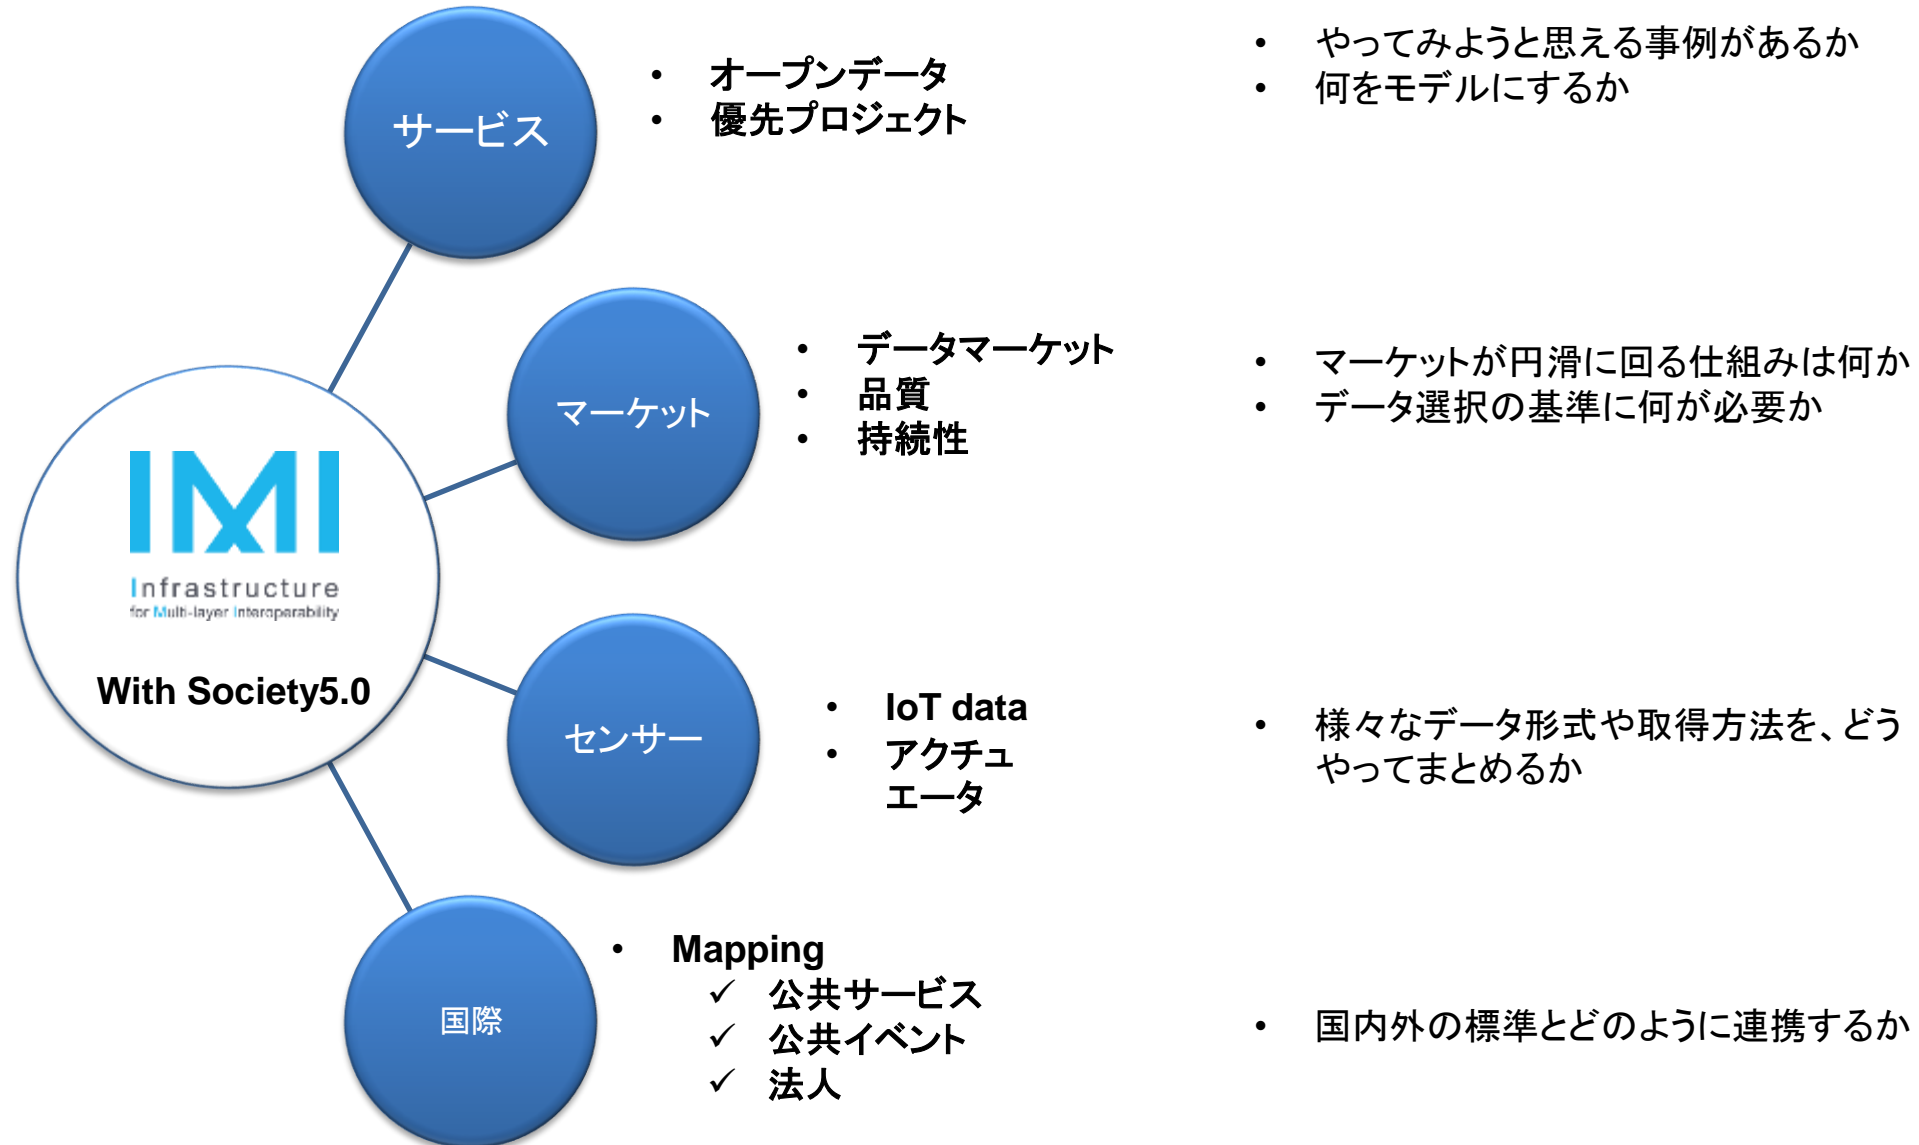 サービス
• オープンデータ
• 優先プロジェクト
• やってみようと思える事例があるか
• 何をモデルにするか
マーケット
• データマーケット
• 品質
• 持続性
• マーケットが円滑に回る仕組みは何か
• データ選択の基準に何が必要か
IMI
Infrastructure
for Multi-layer Interoperability
With Society5.0
センサー
• IoT data
• アクチュ
エータ
• 様々なデータ形式や取得方法を、どう
やってまとめるか
国際
• Mapping
✓ 公共サービス
✓ 公共イベント
✓ 法人
• 国内外の標準とどのように連携するか